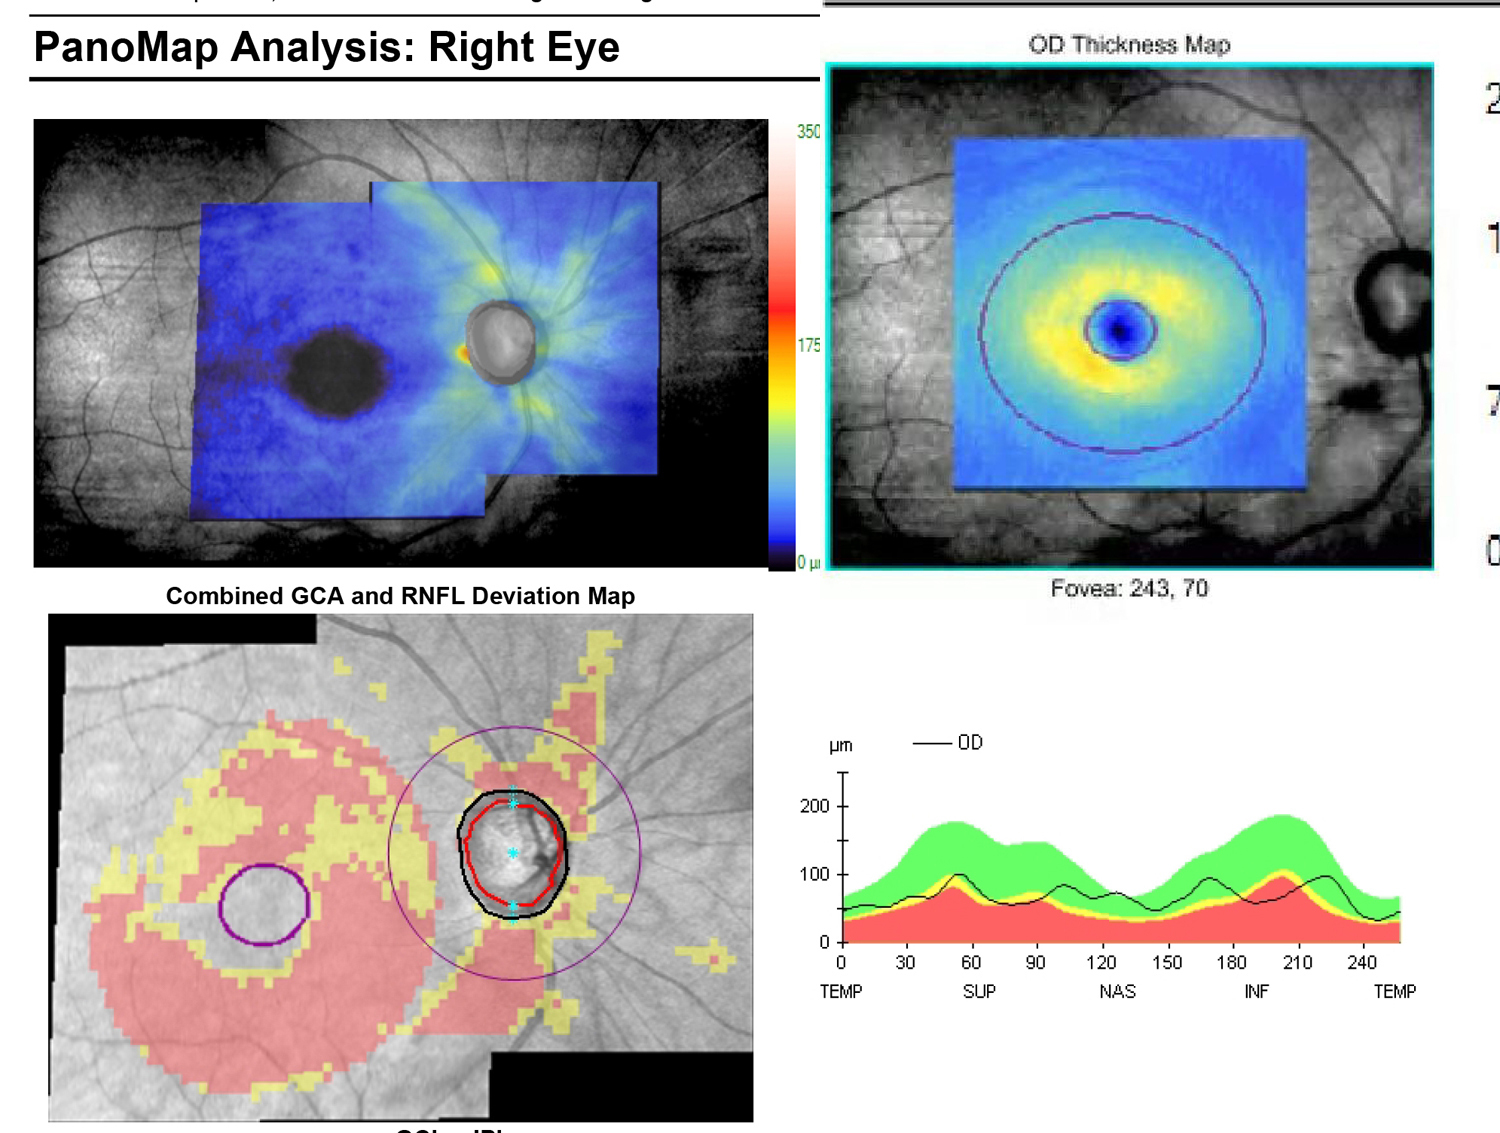 PanoMap Analysis: Right Eye
OD Thickness Map
350
175
0 µ
Fovea: 243, 70
Combined GCA and RNFL Deviation Map
µm
OD
200
100
0
0 30 60 90 120 150 180 210 240
TEMP SUP NAS INF TEMP